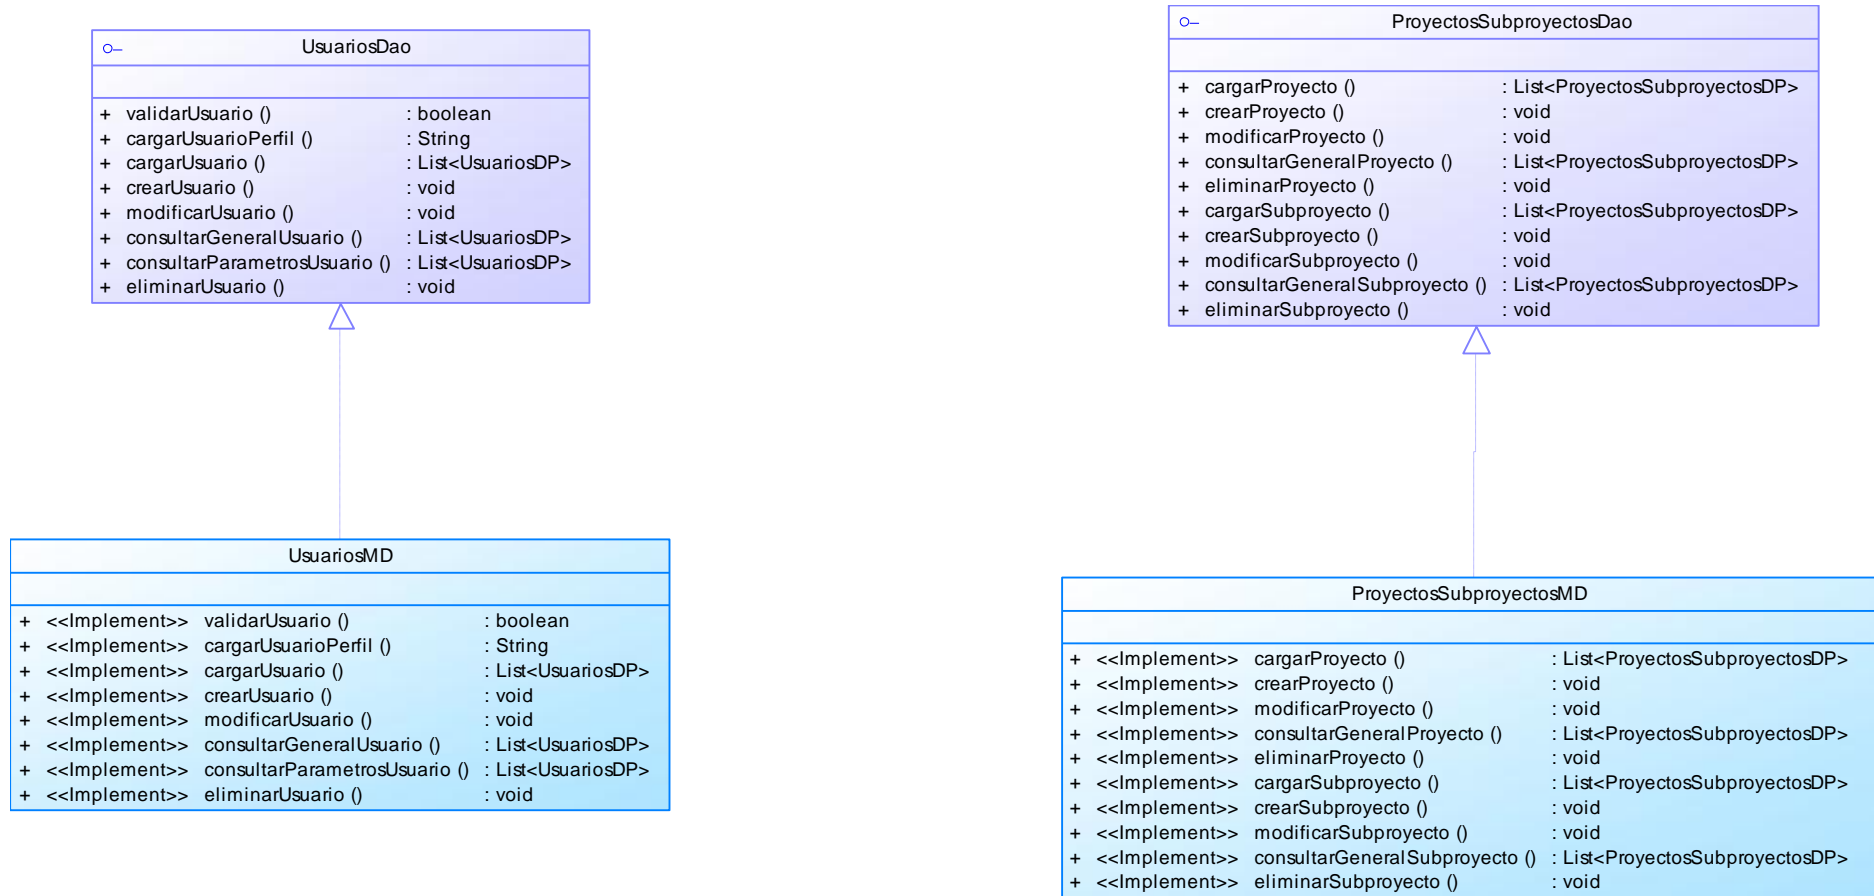 UsuariosDao
+ validarUsuario () : boolean
+ cargarUsuarioPerfil () : String
+ cargarUsuario () : List<UsuariosDP>
+ crearUsuario () : void
+ modificarUsuario () : void
+ consultarGeneralUsuario () : List<UsuariosDP>
+ consultarParametrosUsuario () : List<UsuariosDP>
+ eliminarUsuario () : void
ProyectosSubproyectosDao
+ cargarProyecto () : List<ProyectosSubproyectosDP>
+ crearProyecto () : void
+ modificarProyecto () : void
+ consultarGeneralProyecto () : List<ProyectosSubproyectosDP>
+ eliminarProyecto () : void
+ cargarSubproyecto () : List<ProyectosSubproyectosDP>
+ crearSubproyecto () : void
+ modificarSubproyecto () : void
+ consultarGeneralSubproyecto () : List<ProyectosSubproyectosDP>
+ eliminarSubproyecto () : void
UsuariosMD
+ <<Implement>> validarUsuario () : boolean
+ <<Implement>> cargarUsuarioPerfil () : String
+ <<Implement>> cargarUsuario () : List<UsuariosDP>
+ <<Implement>> crearUsuario () : void
+ <<Implement>> modificarUsuario () : void
+ <<Implement>> consultarGeneralUsuario () : List<UsuariosDP>
+ <<Implement>> consultarParametrosUsuario () : List<UsuariosDP>
+ <<Implement>> eliminarUsuario () : void
ProyectosSubproyectosMD
+ <<Implement>> cargarProyecto () : List<ProyectosSubproyectosDP>
+ <<Implement>> crearProyecto () : void
+ <<Implement>> modificarProyecto () : void
+ <<Implement>> consultarGeneralProyecto () : List<ProyectosSubproyectosDP>
+ <<Implement>> eliminarProyecto () : void
+ <<Implement>> cargarSubproyecto () : List<ProyectosSubproyectosDP>
+ <<Implement>> crearSubproyecto () : void
+ <<Implement>> modificarSubproyecto () : void
+ <<Implement>> consultarGeneralSubproyecto () : List<ProyectosSubproyectosDP>
+ <<Implement>> eliminarSubproyecto () : void